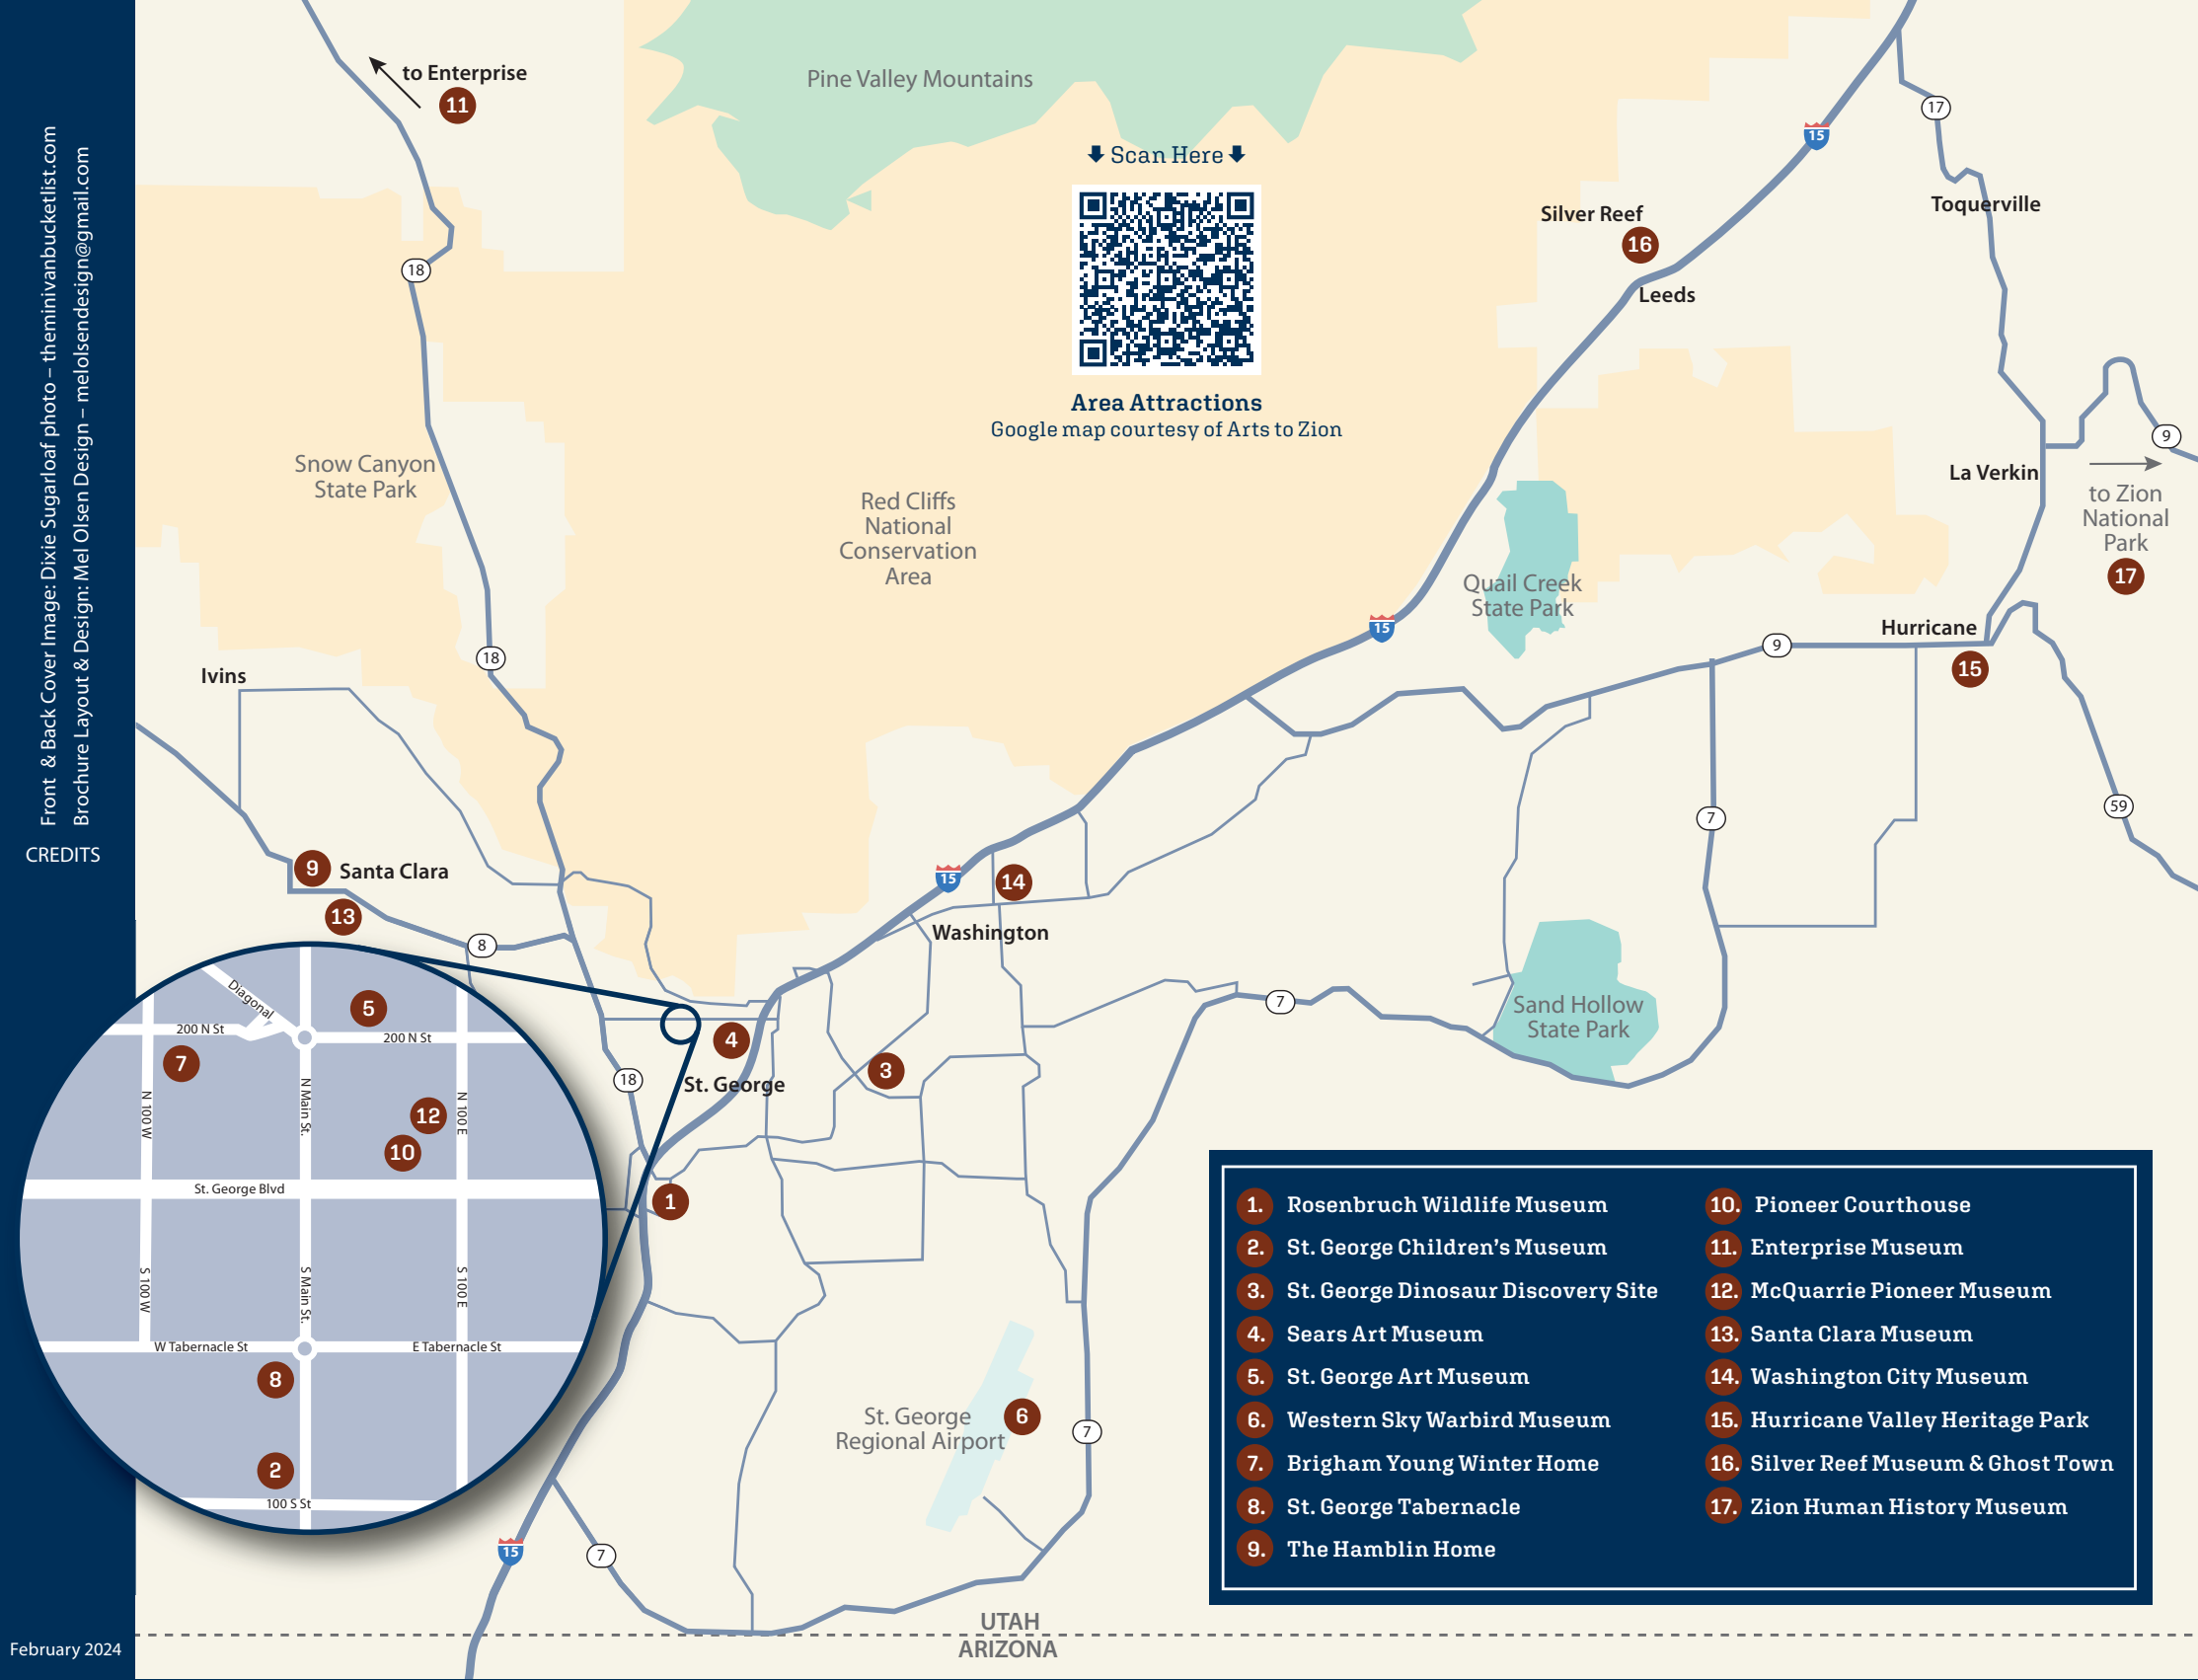 Front & Back Cover Image: Dixie Sugarloaf photo – theminivanbucketlist.com
Brochure Layout & Design: Mel Olsen Design – melolsendesign@gmail.com
CREDITS
February 2024
to Enterprise
11
Pine Valley Mountains
Scan Here
Area Attractions
Google map courtesy of Arts to Zion
15
17
Toquerville
Silver Reef
16
Leeds
18
Snow Canyon
State Park
Red Cliffs
National
Conservation
Area
9
La Verkin
to Zion
National
Park
17
Quail Creek
State Park
15
Hurricane
9
15
18
Ivins
7
59
9
Santa Clara
13
8
15
14
Washington
7
Sand Hollow
State Park
4
St. George
3
18
1
Diagonal
5
200 N St
200 N St
7
N 100 W
N Main St.
N 100 E
12
10
St. George Blvd
S 100 W
S Main St.
S 100 E
W Tabernacle St
E Tabernacle St
8
2
100 S St
St. George
Regional Airport
6
7
15
7
UTAH
ARIZONA
1. Rosenbruch Wildlife Museum
2. St. George Children’s Museum
3. St. George Dinosaur Discovery Site
4. Sears Art Museum
5. St. George Art Museum
6. Western Sky Warbird Museum
7. Brigham Young Winter Home
8. St. George Tabernacle
9. The Hamblin Home
10. Pioneer Courthouse
11. Enterprise Museum
12. McQuarrie Pioneer Museum
13. Santa Clara Museum
14. Washington City Museum
15. Hurricane Valley Heritage Park
16. Silver Reef Museum & Ghost Town
17. Zion Human History Museum